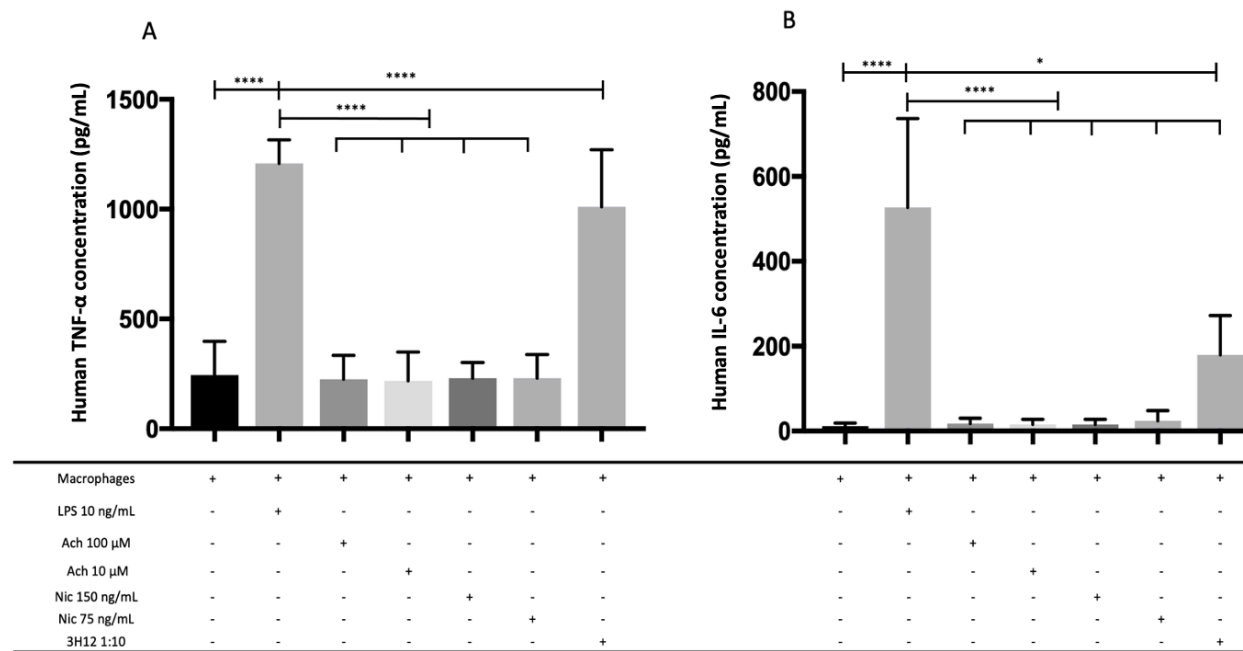 A
B
**** ****
****
**** *
****
Human TNF-α concentration (pg/mL)
1500
1000
500
0
Human IL-6 concentration (pg/mL)
800
600
400
200
0
Macrophages + + + + + + + + + + + + + +
LPS 10 ng/mL - + - - - - - - + - - - - -
Ach 100 µM - - + - - - - - - + - - - -
Ach 10 µM - - - + - - - - - - + - - -
Nic 150 ng/mL - - - - + - - - - - - + - -
Nic 75 ng/mL - - - - - + - - - - - - + -
3H12 1:10 - - - - - - + - - - - - - +